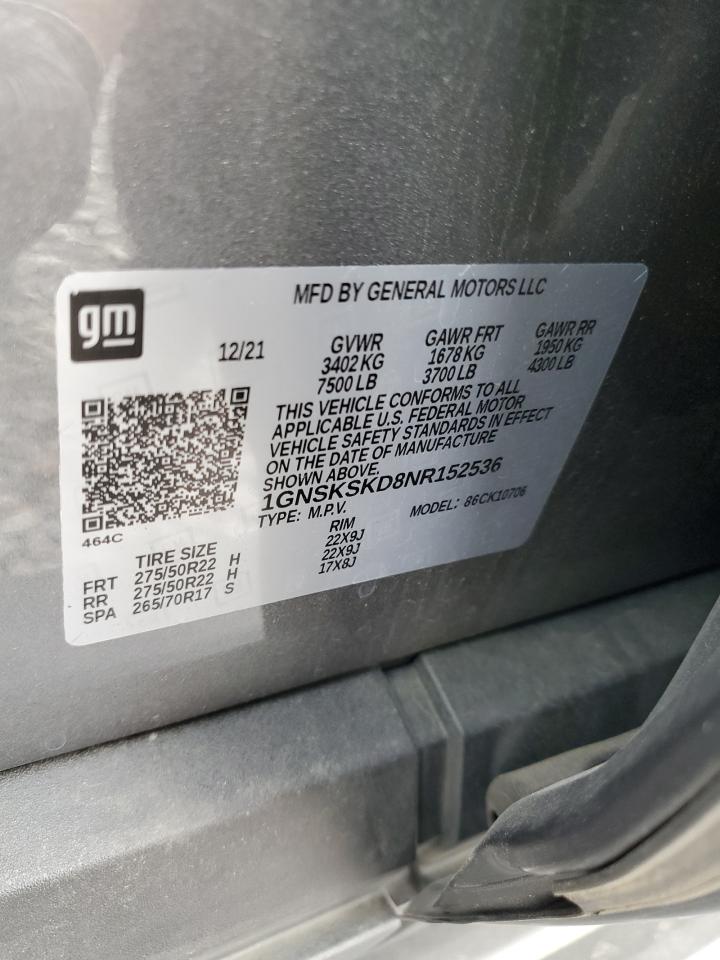 gm
MFD BY GENERAL MOTORS LLC
12/21
GVWR
3402 KG
7500 LB
GAWR FRT
1678 KG
3700 LB
GAWR RR
1950 KG
4300 LB
THIS VEHICLE CONFORMS TO ALL
APPLICABLE U.S. FEDERAL MOTOR
VEHICLE SAFETY STANDARDS IN EFFECT
ON THE DATE OF MANUFACTURE
SHOWN ABOVE.
1GNSKSKD8NR152536
TYPE: M.P.V. MODEL: 86CK10706
464C
TIRE SIZE RIM
FRT 275/50R22 H 22X9J
RR 275/50R22 H 22X9J
SPA 265/70R17 S 17X8J